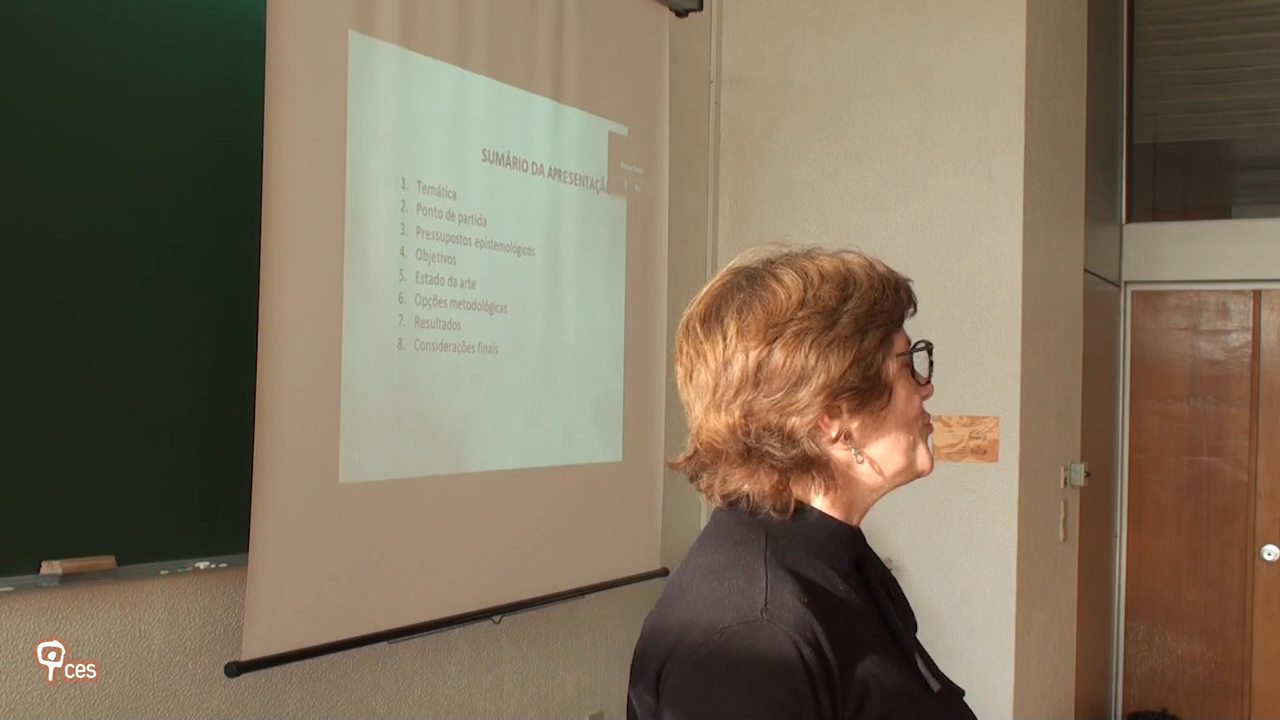 SUMÁRIO DA APRESENTAÇÃ
1. Temática
2. Ponto de partida
3. Pressupostos epistemológicos
4. Objetivos
5. Estado da arte
6. Opções metodológicas
7. Resultados
8. Considerações finais
ces